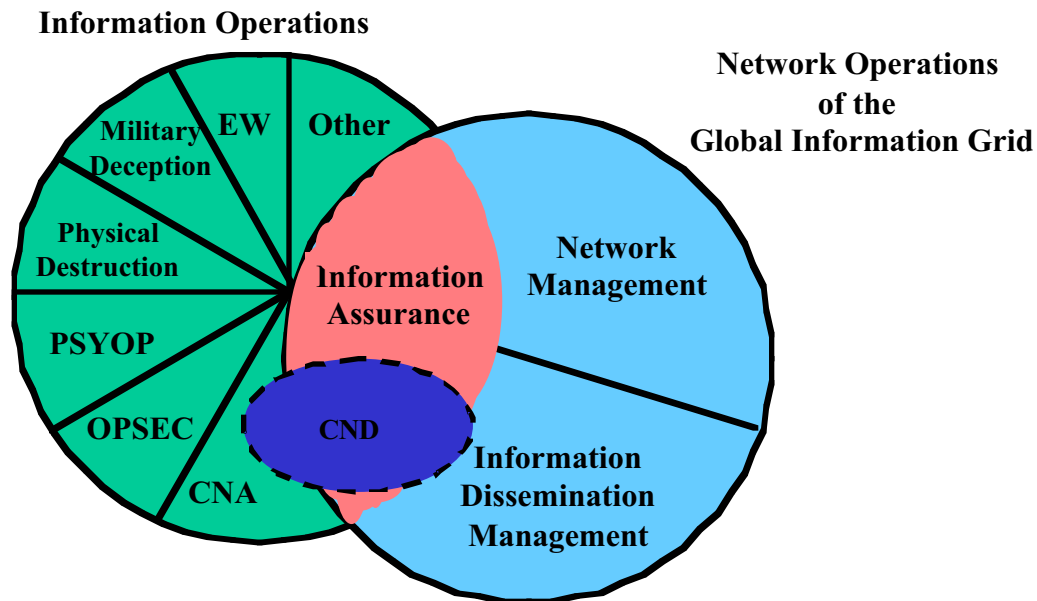 Information Operations
Network Operations
of the
Global Information Grid
Military
Deception
EW
Other
Physical
Destruction
Information
Assurance
Network
Management
PSYOP
OPSEC
CND
CNA
Information
Dissemination
Management